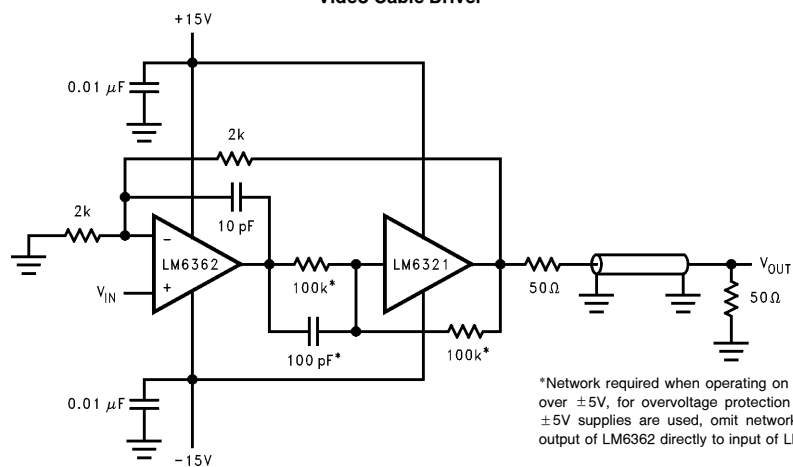 Video Cable Driver
+15V
0.01 μF
2k
10 pF
2k
−
LM6362
+
V_IN
100k*
100 pF*
LM6321
100k*
50Ω
V_OUT
50Ω
0.01 μF
−15V
*Network required when operating on
over ±5V, for overvoltage protection
±5V supplies are used, omit network
output of LM6362 directly to input of